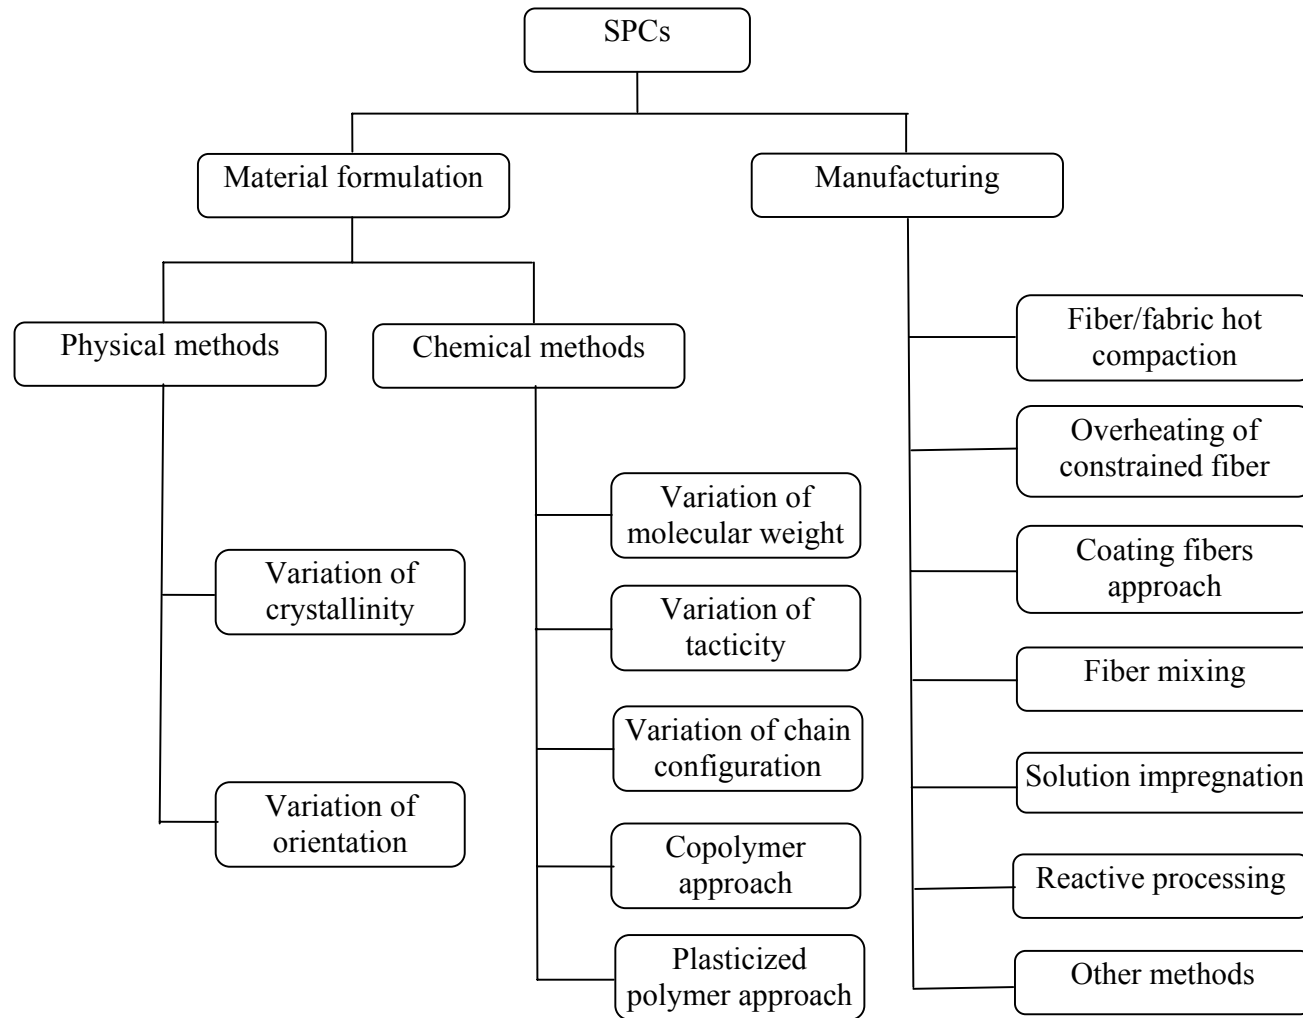 SPCs
Material formulation
Manufacturing
Physical methods
Chemical methods
Variation of
crystallinity
Variation of
orientation
Variation of
molecular weight
Variation of
tacticity
Variation of chain
configuration
Copolymer
approach
Plasticized
polymer approach
Fiber/fabric hot
compaction
Overheating of
constrained fiber
Coating fibers
approach
Fiber mixing
Solution impregnation
Reactive processing
Other methods